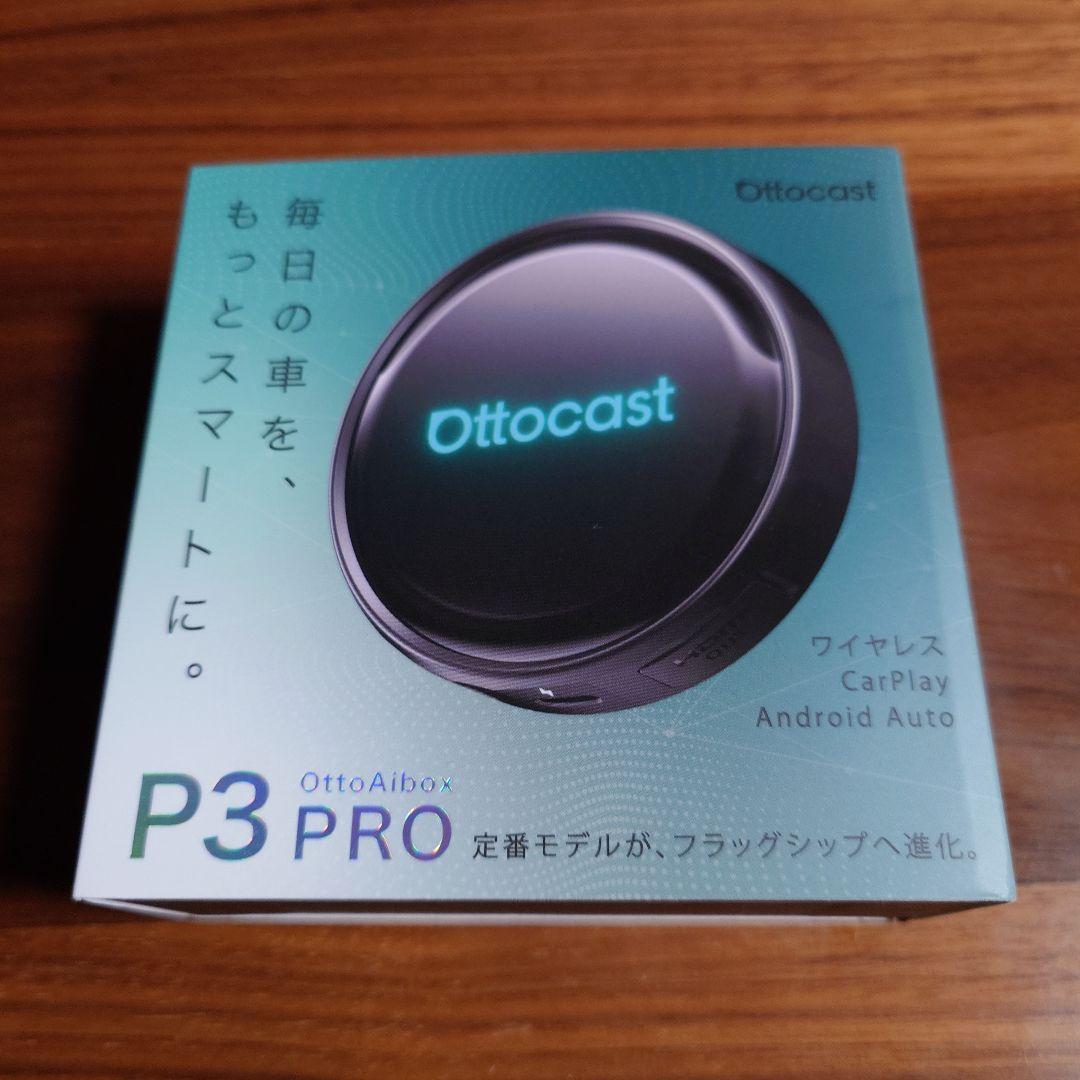 Ottocast
毎日の車を、
もっとスマートに。
Ottocast
ワイヤレス
CarPlay
Android Auto
P3 OttoAibox
PRO
定番モデルが、フラッグシップへ進化。